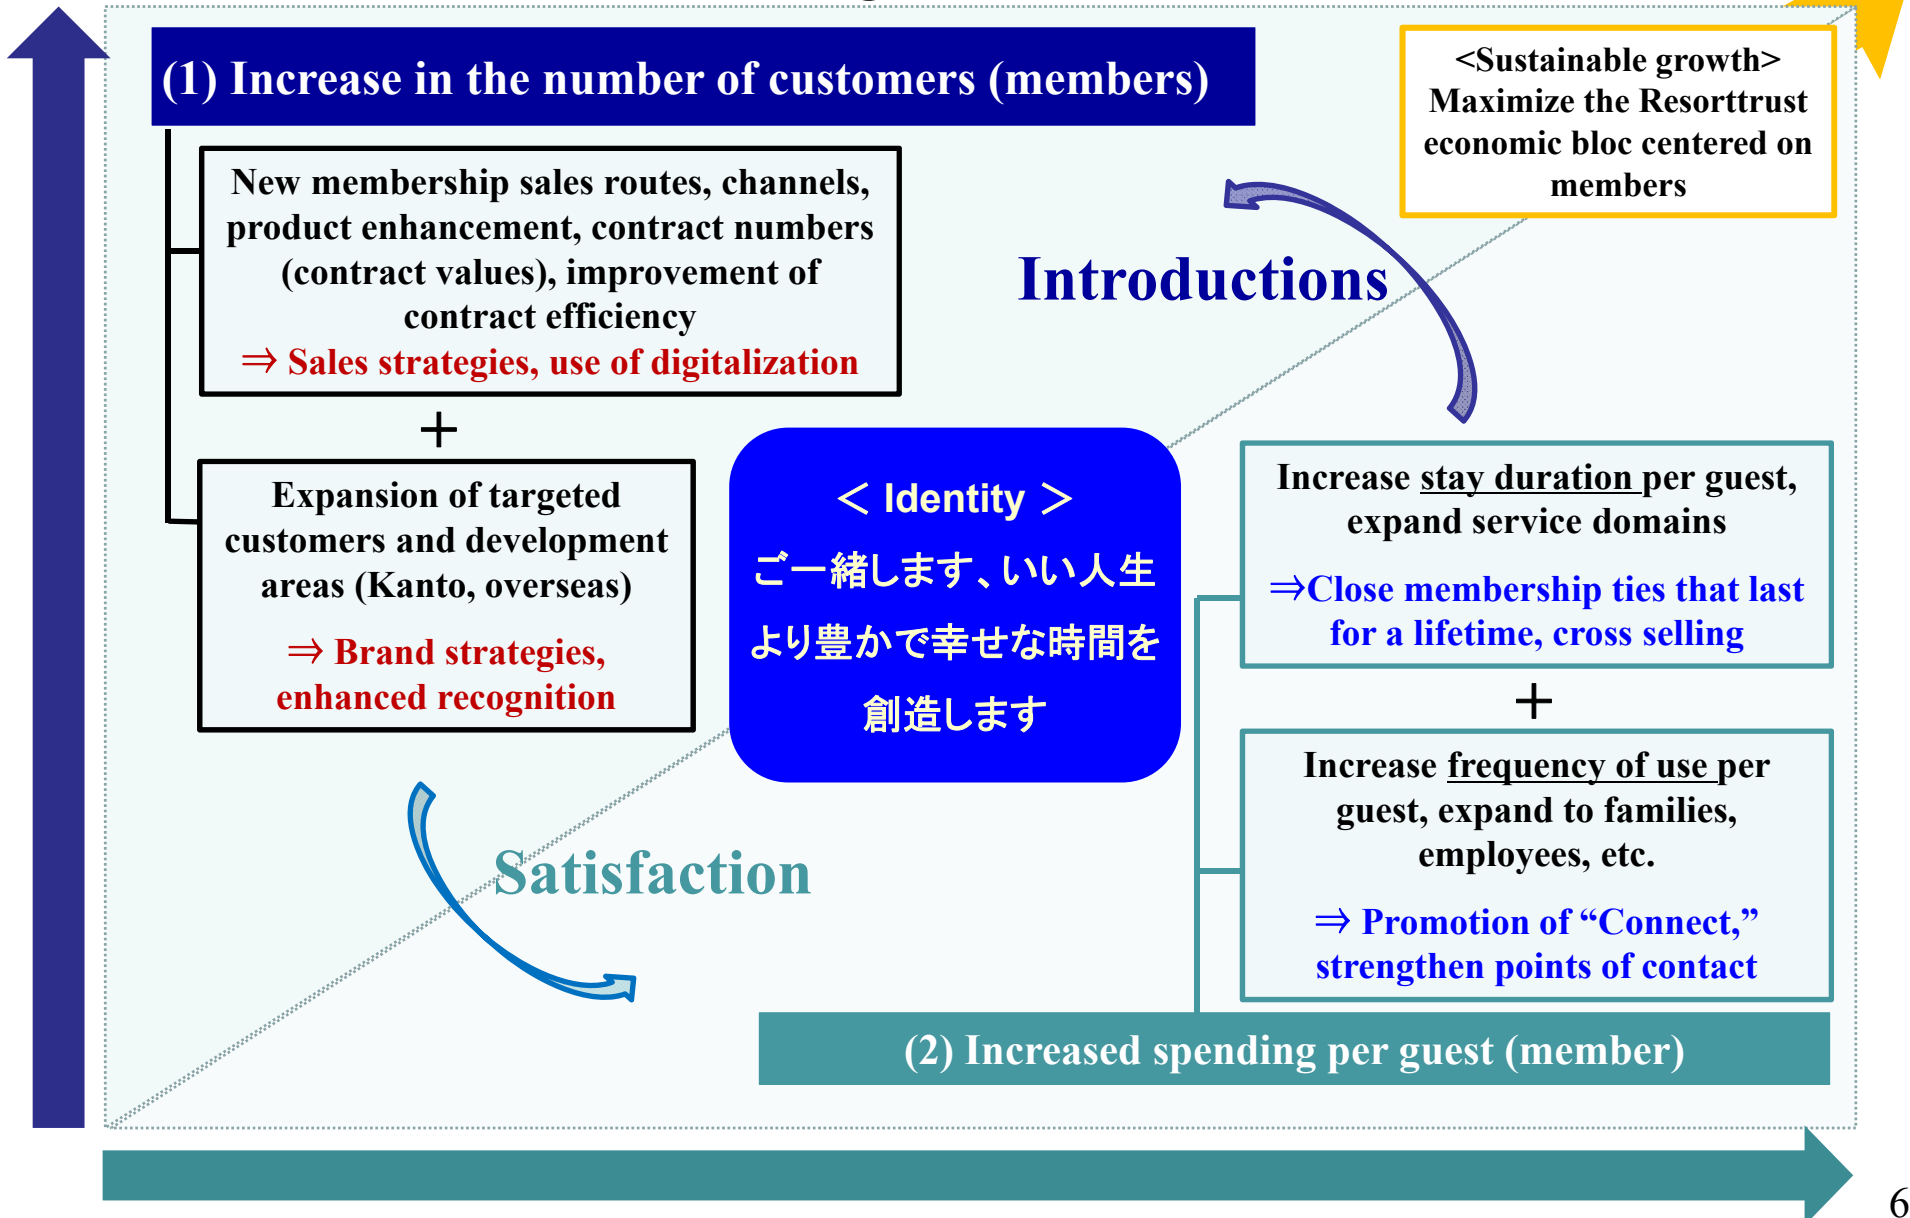 (1) Increase in the number of customers (members)
<Sustainable growth>
Maximize the Resorttrust
economic bloc centered on
members
New membership sales routes, channels,
product enhancement, contract numbers
(contract values), improvement of
contract efficiency
⇒ Sales strategies, use of digitalization
Introductions
+
Expansion of targeted
customers and development
areas (Kanto, overseas)
⇒ Brand strategies,
enhanced recognition
＜ Identity ＞
ご一緒します、いい人生
より豊かで幸せな時間を
創造します
Increase stay duration per guest,
expand service domains
⇒Close membership ties that last
for a lifetime, cross selling
+
Increase frequency of use per
guest, expand to families,
employees, etc.
⇒ Promotion of “Connect,”
strengthen points of contact
Satisfaction
(2) Increased spending per guest (member)
6